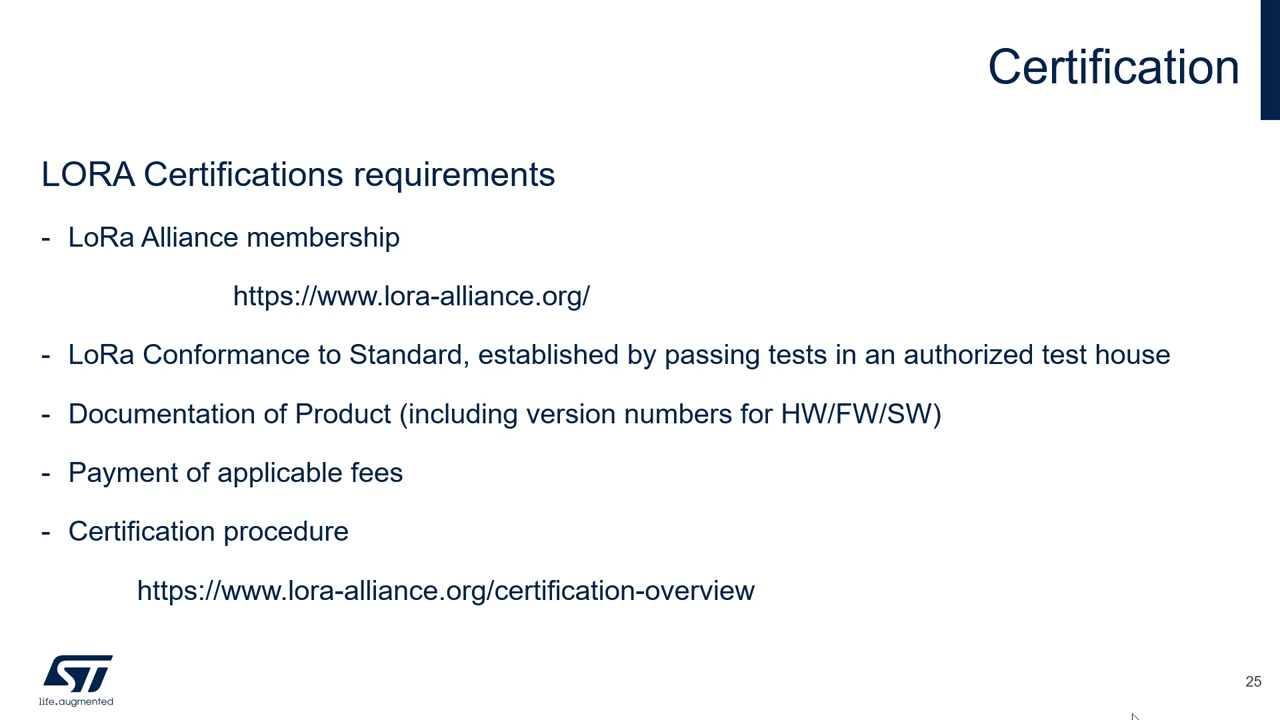 Certification
LORA Certifications requirements
- LoRa Alliance membership
https://www.lora-alliance.org/
- LoRa Conformance to Standard, established by passing tests in an authorized test house
- Documentation of Product (including version numbers for HW/FW/SW)
- Payment of applicable fees
- Certification procedure
https://www.lora-alliance.org/certification-overview
ST
life.augmented
25